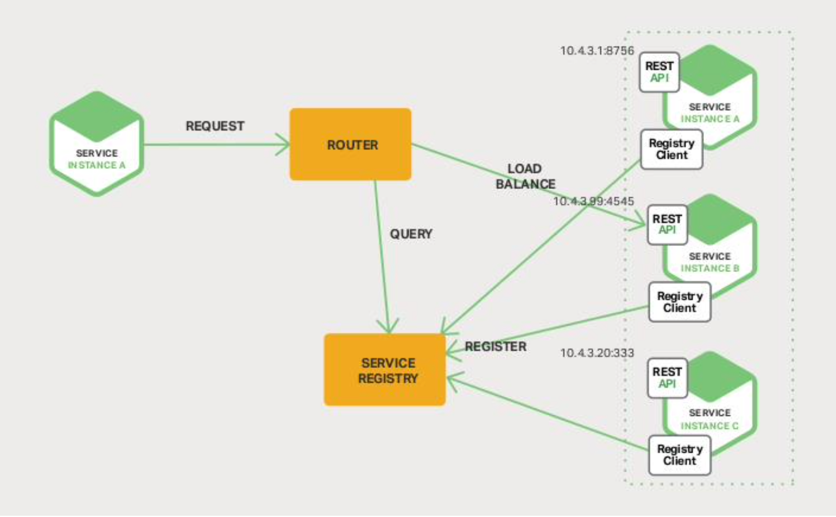 SERVICE
INSTANCE A
REQUEST
ROUTER
LOAD
BALANCE
QUERY
SERVICE
REGISTRY
REGISTER
10.4.3.1:8756
REST
API
SERVICE
INSTANCE A
Registry
Client
10.4.3.99:4545
REST
API
SERVICE
INSTANCE B
Registry
Client
10.4.3.20:333
REST
API
SERVICE
INSTANCE C
Registry
Client